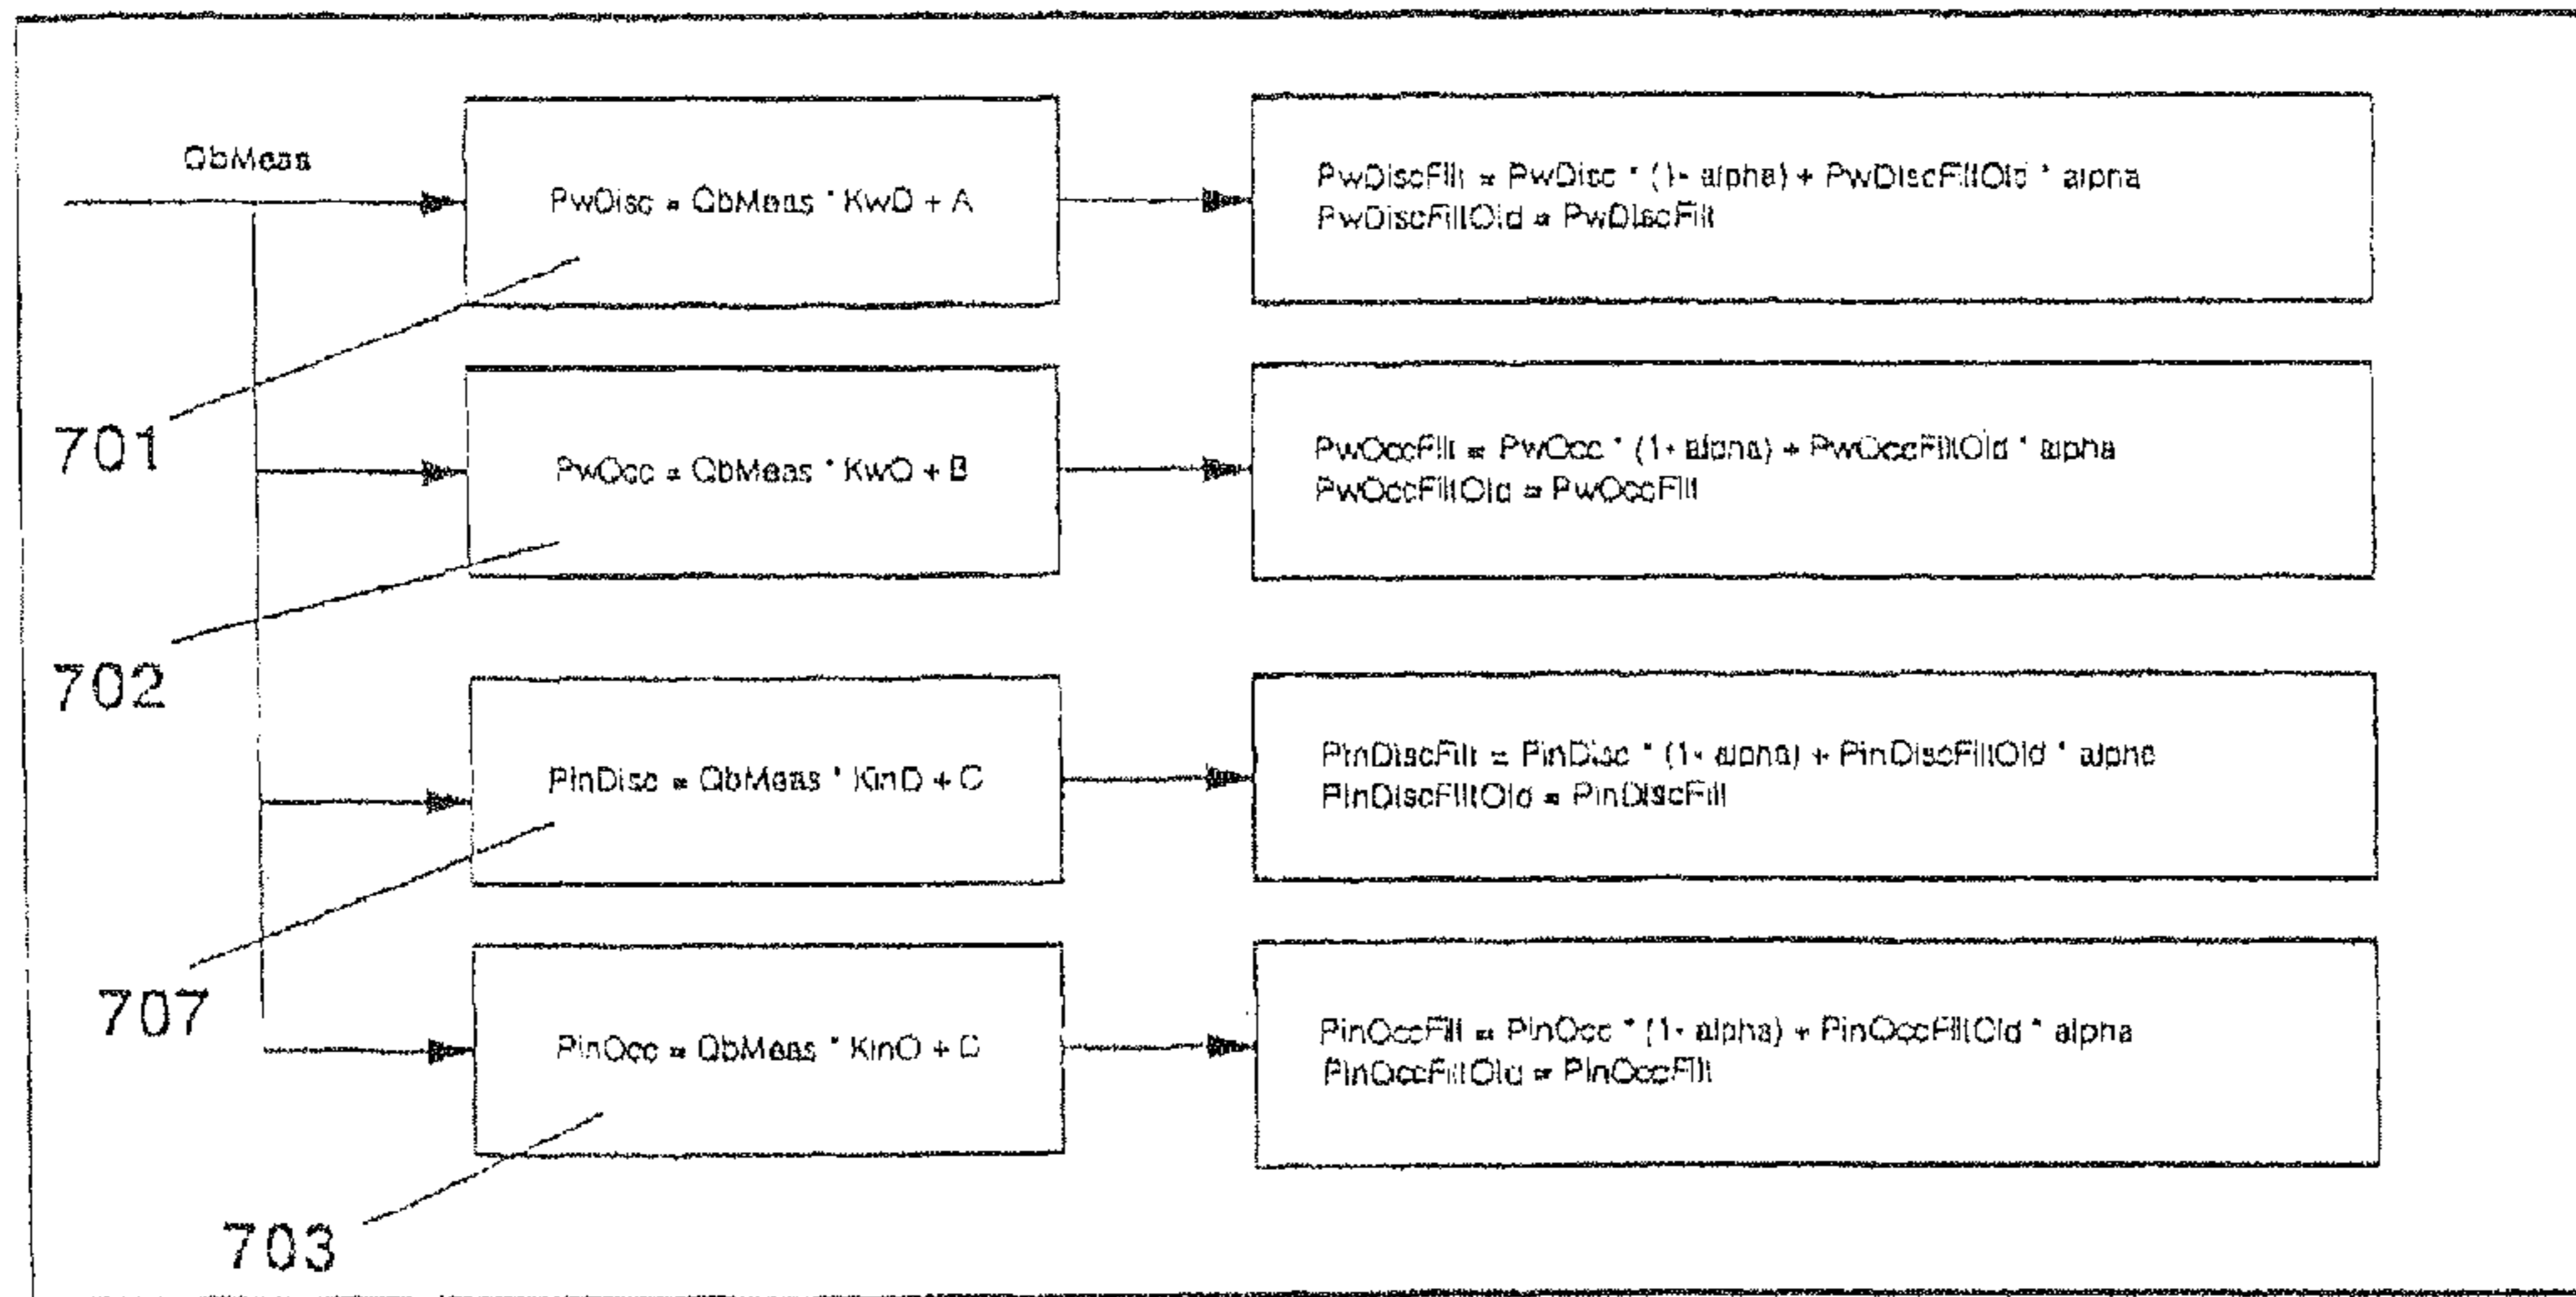 QbMeas
PwDisc = QbMeas * KwD + A
PwDiscFilt = PwDisc * (1- alpha) + PwDiscFiltOld * alpha
PwDiscFiltOld = PwDiscFilt
701
PwOcc = QbMeas * KwO + B
PwOccFilt = PwOcc * (1- alpha) + PwOccFiltOld * alpha
PwOccFiltOld = PwOccFilt
702
PinDisc = QbMeas * KinD + C
PinDiscFilt = PinDisc * (1- alpha) + PinDiscFiltOld * alpha
PinDiscFiltOld = PinDiscFilt
707
PinOcc = QbMeas * KinO + D
PinOccFilt = PinOcc * (1- alpha) + PinOccFiltOld * alpha
PinOccFiltOld = PinOccFilt
703